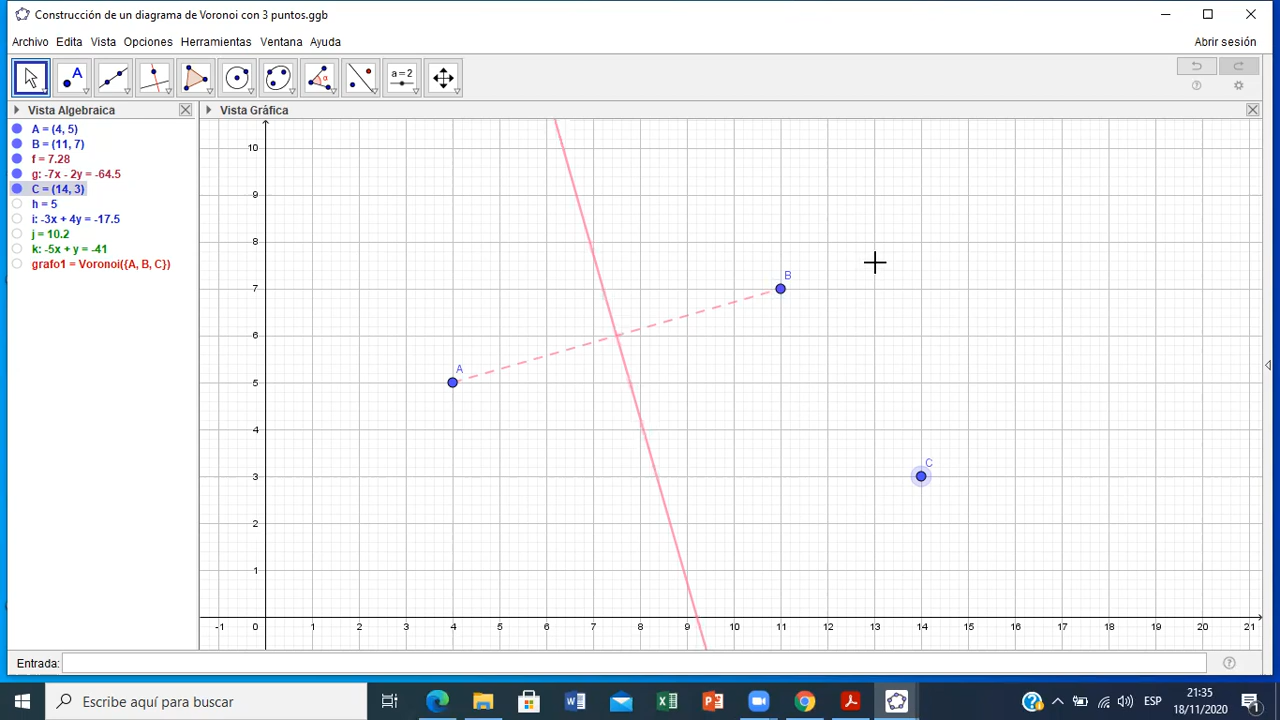 Construcción de un diagrama de Voronoi con 3 puntos.ggb
Archivo Edita Vista Opciones Herramientas Ventana Ayuda
Abrir sesión
A
α
a = 2
Vista Algebraica
Vista Gráfica
A = (4, 5)
B = (11, 7)
f = 7.28
g: -7x - 2y = -64.5
C = (14, 3)
h = 5
i: -3x + 4y = -17.5
j = 10.2
k: -5x + y = -41
grafo1 = Voronoi({A, B, C})
10
9
8
7
6
5
4
3
2
1
B
A
C
-1 0 1 2 3 4 5 6 7 8 9 10 11 12 13 14 15 16 17 18 19 20 21
Entrada:
Escribe aquí para buscar
ESP
21:35
18/11/2020
1